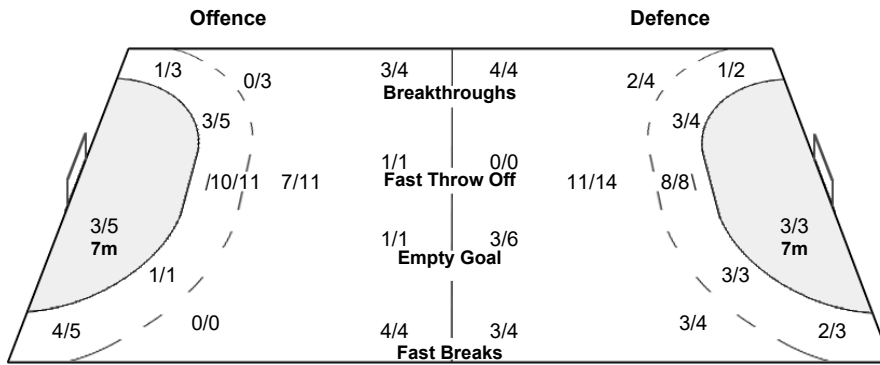 Offence Defence
1/3 0/3 3/4 4/4 2/4 1/2
Breakthroughs
3/5 3/4
1/1 0/0
10/11 7/11 Fast Throw Off 11/14 8/8
3/5 1/1 3/6 3/3
7m Empty Goal 7m
1/1 3/3
4/5 0/0 4/4 3/4 3/4 2/3
Fast Breaks